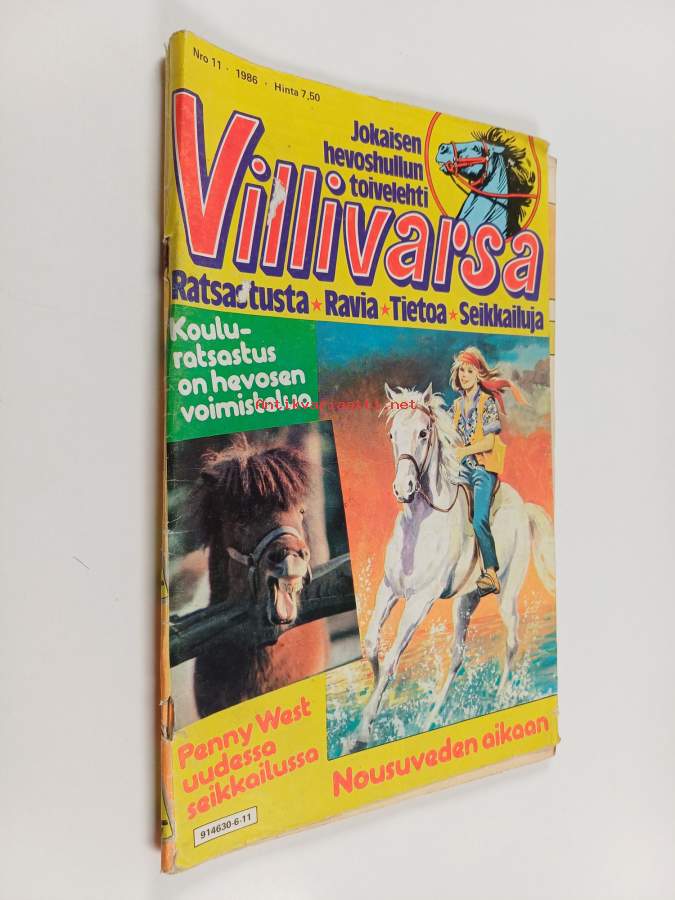 Nro 11 · 1986 · Hinta 7,50
Jokaisen
hevoshullun
toivelehti
Villivarsa
Ratsastusta ★ Ravia ★ Tietoa ★ Seikkailuja
Koulu-
ratsastus
on hevosen
voimistelua
Antikvariaatti.net
Penny West
uudessa
seikkailussa
Nousuveden aikaan
914630-6-11